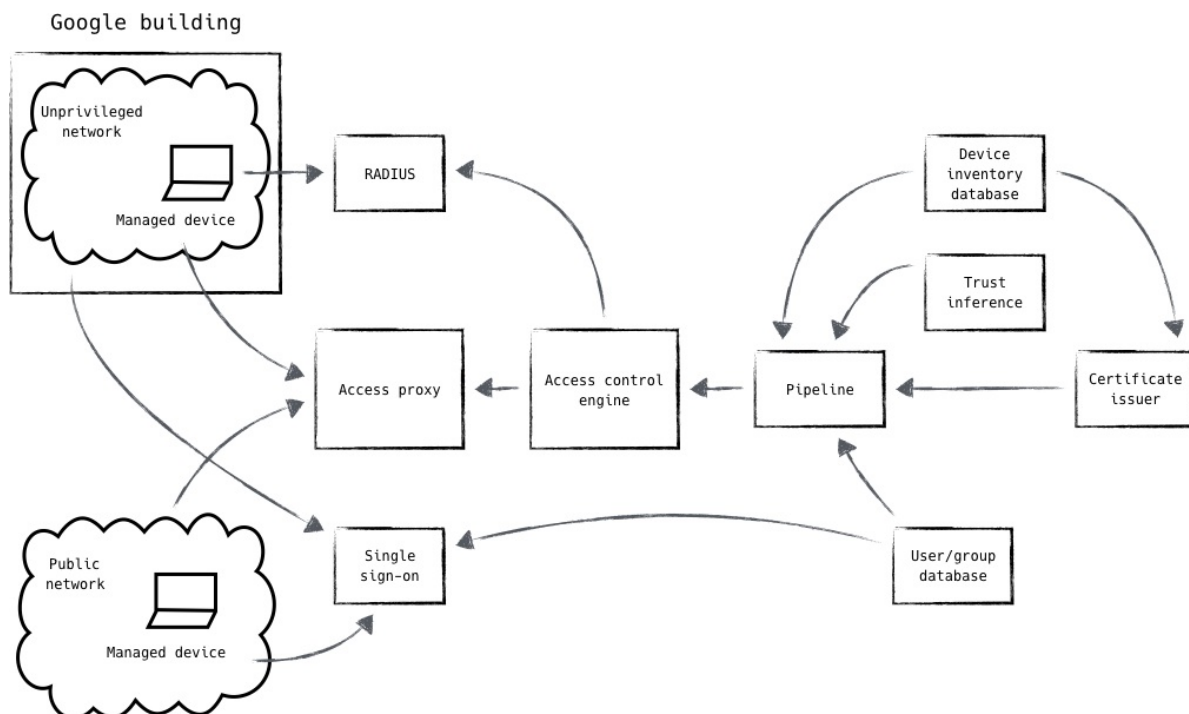 Google building
Unprivileged
network
Managed device
RADIUS
Device
inventory
database
Trust
inference
Access proxy
Access control
engine
Pipeline
Certificate
issuer
Public
network
Managed device
Single
sign-on
User/group
database